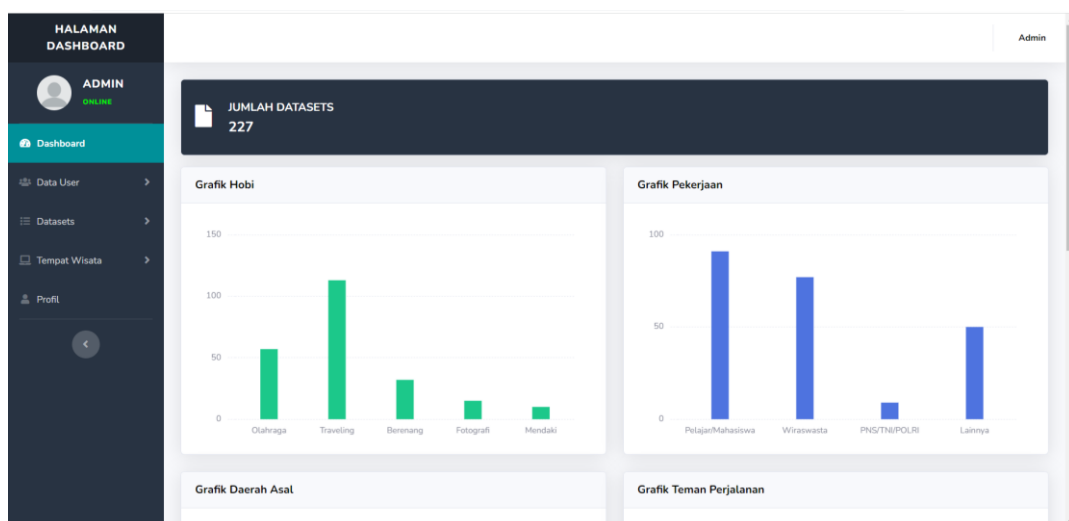 HALAMAN
DASHBOARD
Admin
ADMIN
ONLINE
Dashboard
Data User
Datasets
Tempat Wisata
Profil
JUMLAH DATASETS
227
Grafik Hobi
150
100
50
0
Olahraga Traveling Berenang Fotografi Mendaki
Grafik Pekerjaan
100
50
0
Pelajar/Mahasiswa Wiraswasta PNS/TNI/POLRI Lainnya
Grafik Daerah Asal
Grafik Teman Perjalanan